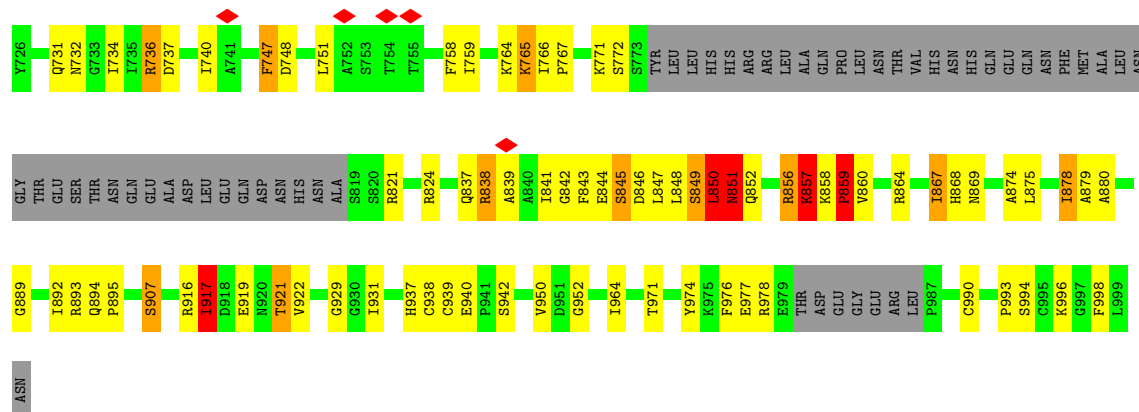 Y726 Q731 N732 G733 I734 I735 R736 D737 I740 A741 F747 D748 L751 A752 S753 T754 T755 F758 I759 K764 K765 I766 P767 K771 S772 S773 TYR LEU LEU HIS HIS ARG ARG LEU ALA GLN PRO LEU ASN THR VAL HIS ASN HIS GLN GLU GLN ASN PHE MET ALA LEU ASN
GLY THR GLU SER THR ASN GLN GLU ALA ASP LEU GLU GLN ASP ASN HIS ASN ALA S819 S820 R821 R824 Q837 R838 A839 A840 I841 G842 F843 E844 S845 D846 L847 L848 S849 L850 N851 Q852 R856 K857 K858 P859 V860 R864 I867 H868 N869 A874 L875 I878 A879 A880
G889 I892 R893 Q894 P895 S907 R916 I917 D918 E919 N920 T921 V922 G929 G930 I931 H937 C938 C939 E940 P941 S942 V950 D951 G952 I964 T971 Y974 K975 F976 E977 R978 E979 THR ASP GLU GLY GLU ARG LEU P987 C990 P993 S994 C995 K996 G997 F998 L999
ASN